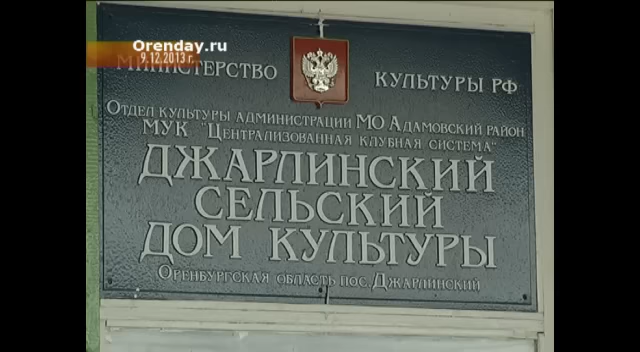 Orenday.ru
9.12.2013 г.
Министерство культуры РФ
Отдел культуры администрации МО Адамовский район
МУК "Централизованная клубная система"
ДЖАРЛИНСКИЙ
СЕЛЬСКИЙ
ДОМ КУЛЬТУРЫ
Оренбургская область пос. Джарлинский